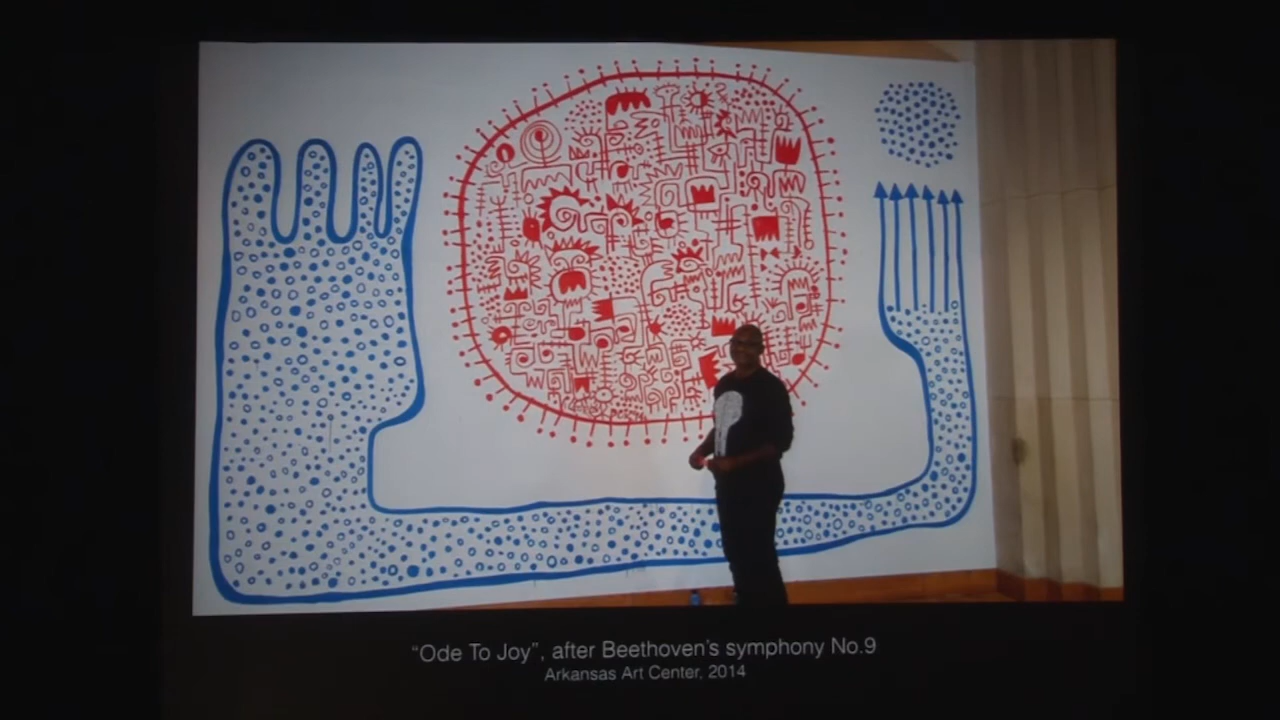 “Ode To Joy”, after Beethoven’s symphony No.9
Arkansas Art Center, 2014